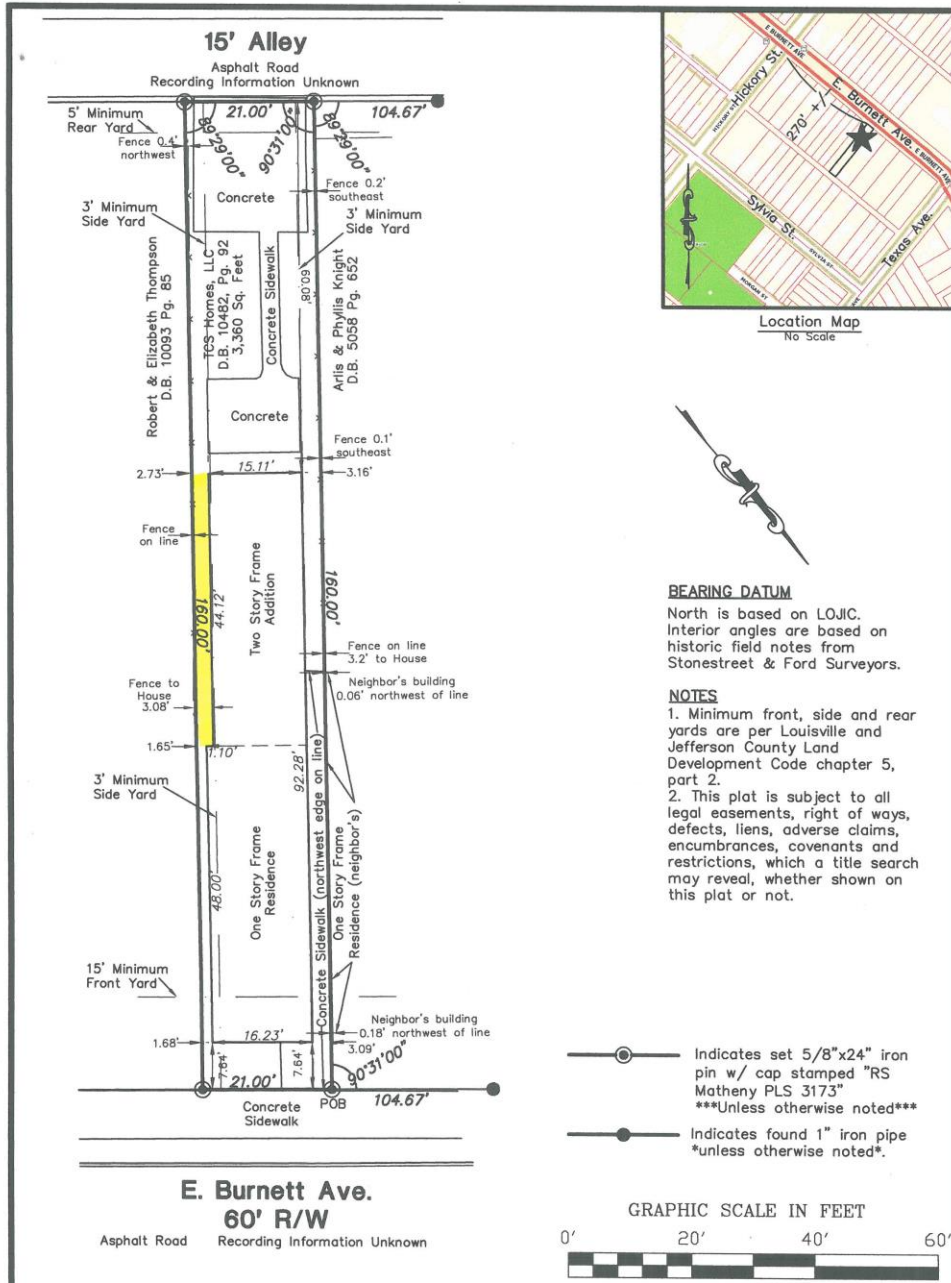 15' Alley
Asphalt Road
Recording Information Unknown
21.00'
104.67'
5' Minimum
Rear Yard
Fence 0.4'
northwest
89°29'00"
90°31'00"
89°29'00"
Concrete
Fence 0.2'
southeast
3' Minimum
Side Yard
3' Minimum
Side Yard
Robert & Elizabeth Thompson
D.B. 10093 Pg. 85
TCS Homes, LLC
D.B. 10482, Pg. 92
3,360 Sq. Feet
Concrete Sidewalk
60.08'
Arlis & Phyllis Knight
D.B. 5058 Pg. 652
Concrete
Fence 0.1'
southeast
2.73'
15.11'
3.16'
Fence
on line
160.00'
44.12'
Two Story Frame
Addition
160.00'
Fence on line
3.2' to House
Neighbor's building
0.06' northwest of line
Fence to
House
3.08'
1.65'
1.10'
92.28'
3' Minimum
Side Yard
48.00'
One Story Frame
Residence
Concrete Sidewalk (northwest edge on line)
One Story Frame
Residence (neighbor's)
15' Minimum
Front Yard
Neighbor's building
0.18' northwest of line
1.68'
16.23'
3.09'
7.64'
7.64'
90°31'00"
21.00'
POB
104.67'
Concrete
Sidewalk
E. Burnett Ave.
60' R/W
Asphalt Road Recording Information Unknown
E BURNETT AVE
Hickory St.
HICKORY ST
E. Burnett Ave.
270' +/-
E BURNETT AVE
Sylvia St.
SYLVIA ST
Texas Ave.
MORGAN ST
AVE
Location Map
No Scale
BEARING DATUM
North is based on LOJIC.
Interior angles are based on
historic field notes from
Stonestreet & Ford Surveyors.
NOTES
1. Minimum front, side and rear
yards are per Louisville and
Jefferson County Land
Development Code chapter 5,
part 2.
2. This plat is subject to all
legal easements, right of ways,
defects, liens, adverse claims,
encumbrances, covenants and
restrictions, which a title search
may reveal, whether shown on
this plat or not.
Indicates set 5/8"x24" iron
pin w/ cap stamped "RS
Matheny PLS 3173"
***Unless otherwise noted***
Indicates found 1" iron pipe
*unless otherwise noted*.
GRAPHIC SCALE IN FEET
0' 20' 40' 60'